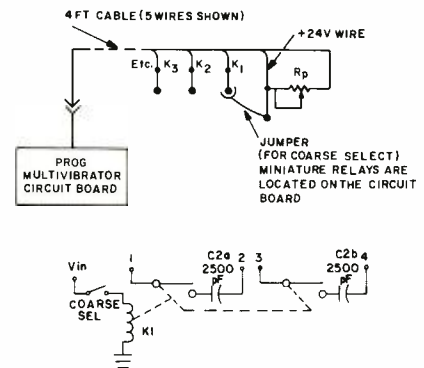 4 FT CABLE (5 WIRES SHOWN)
+24V WIRE
Etc. K3 K2 K1
Rp
JUMPER
(FOR COARSE SELECT)
MINIATURE RELAYS ARE
LOCATED ON THE CIRCUIT
BOARD
PROG
MULTIVIBRATOR
CIRCUIT BOARD
Vin
1 C2a 2 3 C2b 4
2500 2500
pF pF
COARSE
SEL
K1